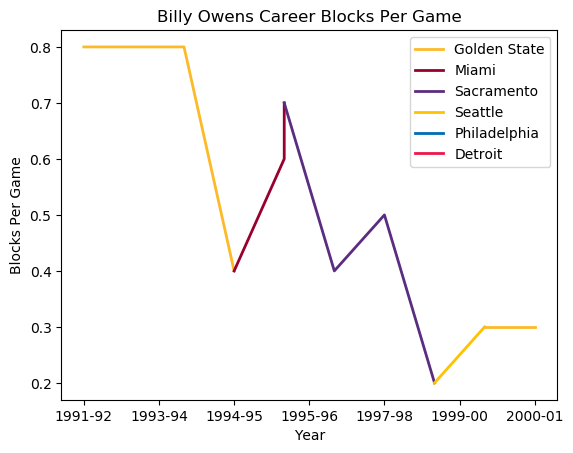 Billy Owens Career Blocks Per Game
0.8
0.7
0.6
0.5
0.4
0.3
0.2
Blocks Per Game
Golden State
Miami
Sacramento
Seattle
Philadelphia
Detroit
1991-92 1993-94 1994-95 1995-96 1997-98 1999-00 2000-01
Year